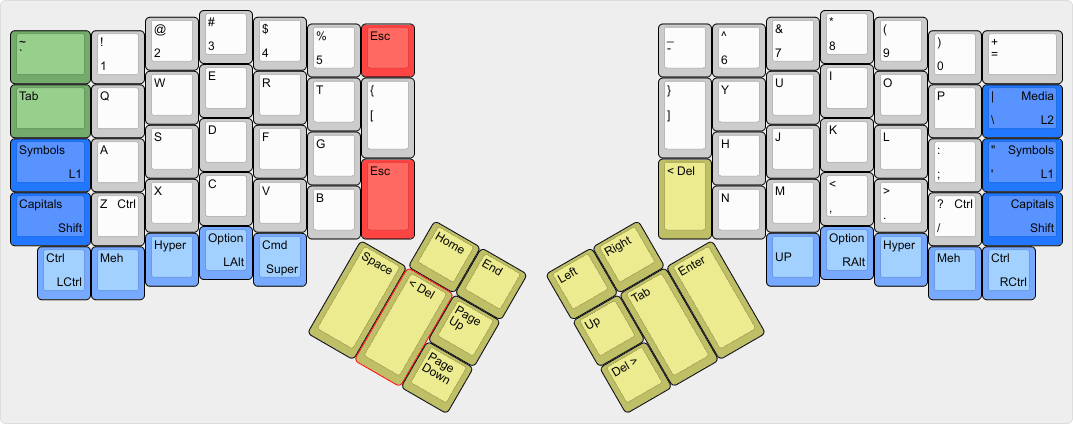 ~
`
!
1
@
2
#
3
$
4
%
5
Esc
_
-
^
6
&
7
*
8
(
9
)
0
+
=
Tab
Q
W
E
R
T
{
[
}
]
Y
U
I
O
P
| Media
\ L2
Symbols
L1
A
S
D
F
G
Esc
< Del
H
J
K
L
:
;
" Symbols
' L1
Capitals
Shift
Z Ctrl
X
C
V
B
N
M
<
,
>
.
? Ctrl
/
Capitals
Shift
Ctrl
LCtrl
Meh
Hyper
Option
LAlt
Cmd
Super
UP
Option
RAlt
Hyper
Meh
Ctrl
RCtrl
Home
End
Space
< Del
Page
Up
Page
Down
Left
Right
Up
Tab
Enter
Del >